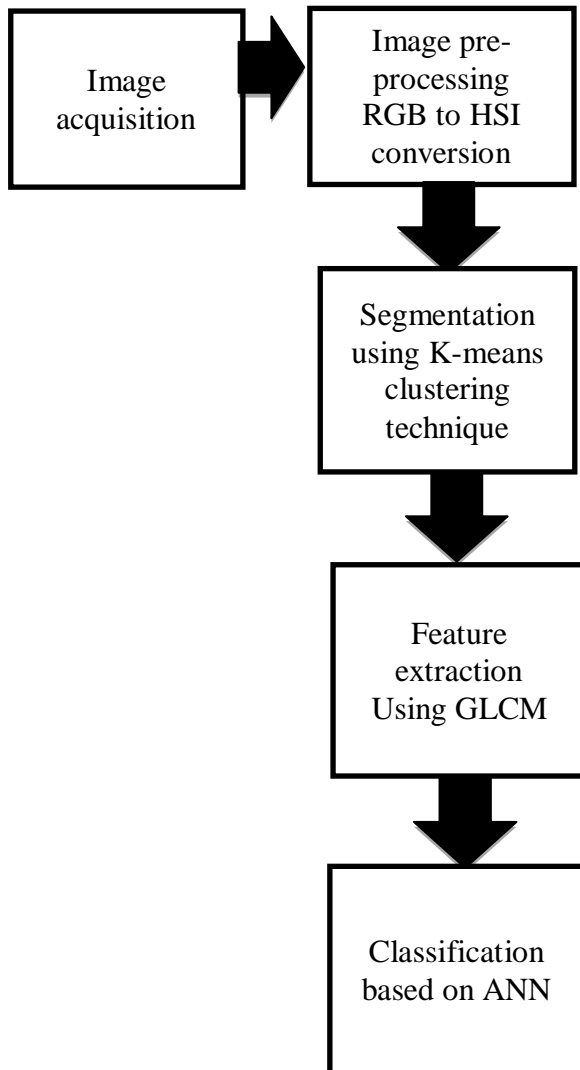 Image
acquisition
Image pre-
processing
RGB to HSI
conversion
Segmentation
using K-means
clustering
technique
Feature
extraction
Using GLCM
Classification
based on ANN